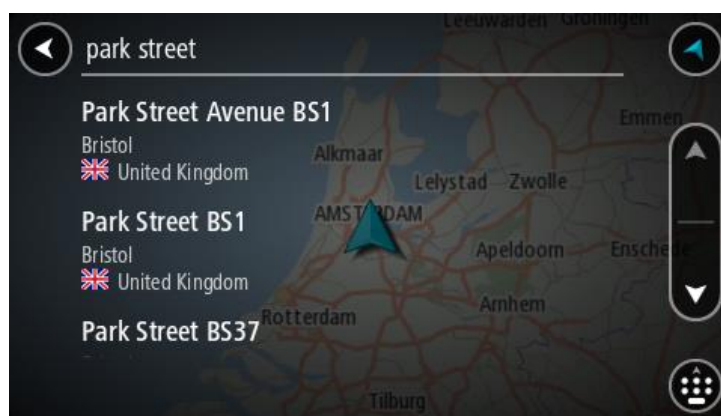 Leeuwarden Groningen
park street
Park Street Avenue BS1
Bristol
United Kingdom
Park Street BS1
Bristol
United Kingdom
Park Street BS37
Emmen
Alkmaar
Lelystad Zwolle
AMSTERDAM
Apeldoorn Enschede
Arnhem
Rotterdam
Tilburg